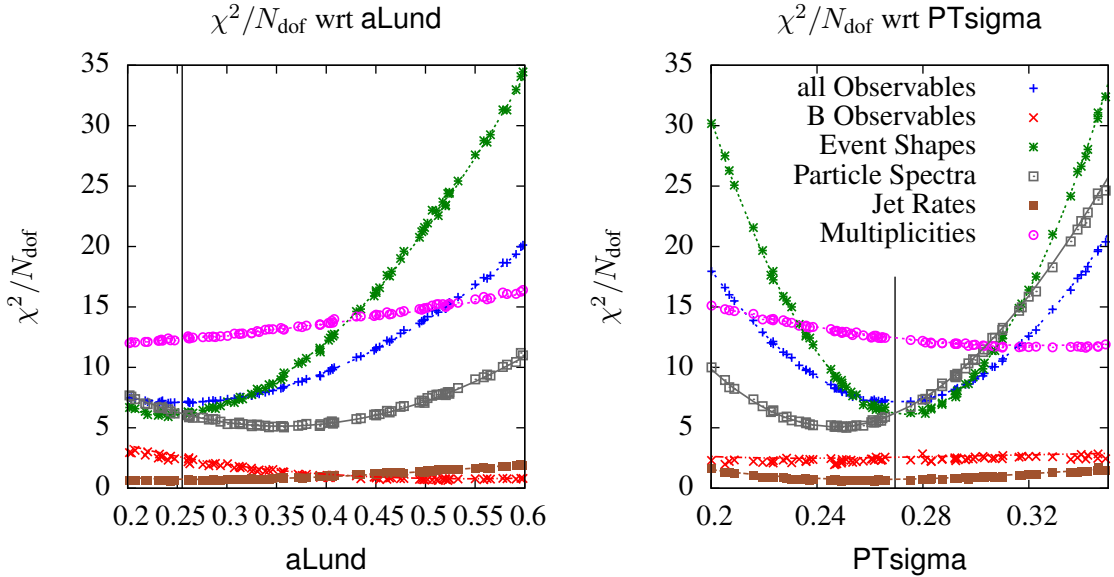 χ²/N_dof wrt aLund
35
30
25
20
15
10
5
0
χ²/N_dof
0.2 0.25 0.3 0.35 0.4 0.45 0.5 0.55 0.6
aLund
χ²/N_dof wrt PTsigma
35
30
25
20
15
10
5
0
χ²/N_dof
all Observables
B Observables
Event Shapes
Particle Spectra
Jet Rates
Multiplicities
0.2 0.24 0.28 0.32
PTsigma